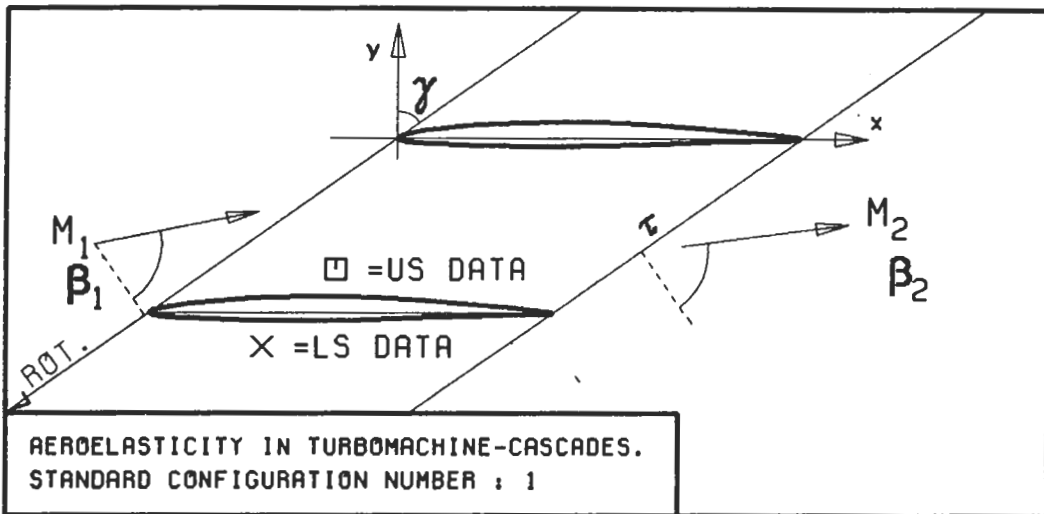 y
γ
x
M₁
β₁
τ
M₂
β₂
□ =US DATA
× =LS DATA
ROT.
AEROELASTICITY IN TURBOMACHINE-CASCADES.
STANDARD CONFIGURATION NUMBER : 1